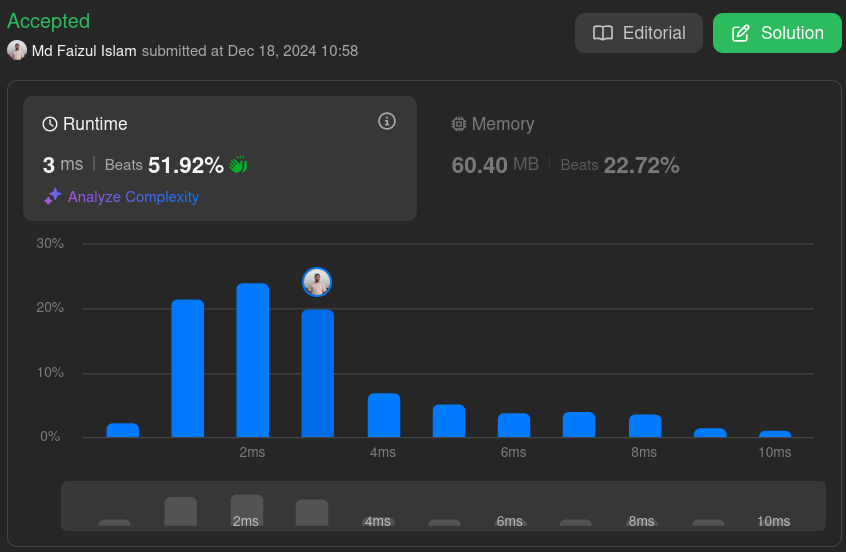 Accepted
Md Faizul Islam submitted at Dec 18, 2024 10:58
Editorial
Solution
Runtime
3 ms | Beats 51.92%
Analyze Complexity
Memory
60.40 MB | Beats 22.72%
30%
20%
10%
0%
2ms 4ms 6ms 8ms 10ms
2ms 4ms 6ms 8ms 10ms